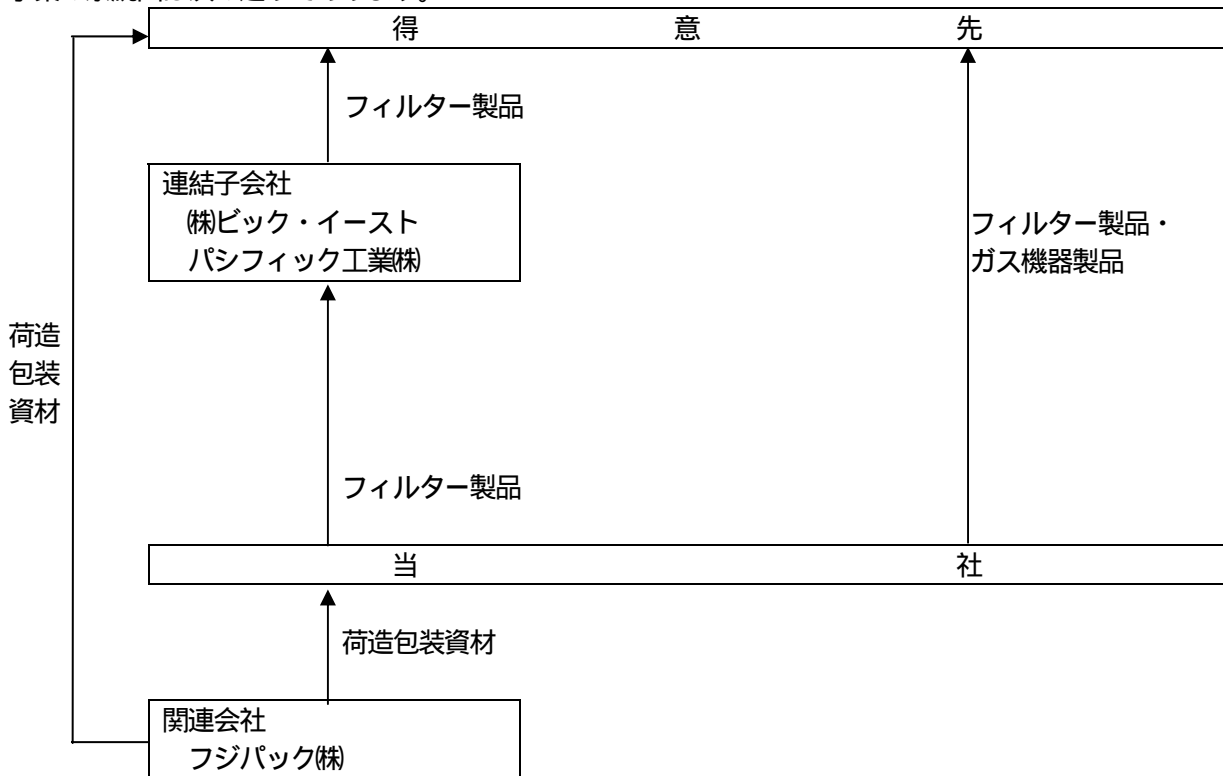 得意先
フィルター製品
連結子会社
㈱ビック・イースト
パシフィック工業㈱
フィルター製品・
ガス機器製品
荷造
包装
資材
フィルター製品
当社
荷造包装資材
関連会社
フジパック㈱